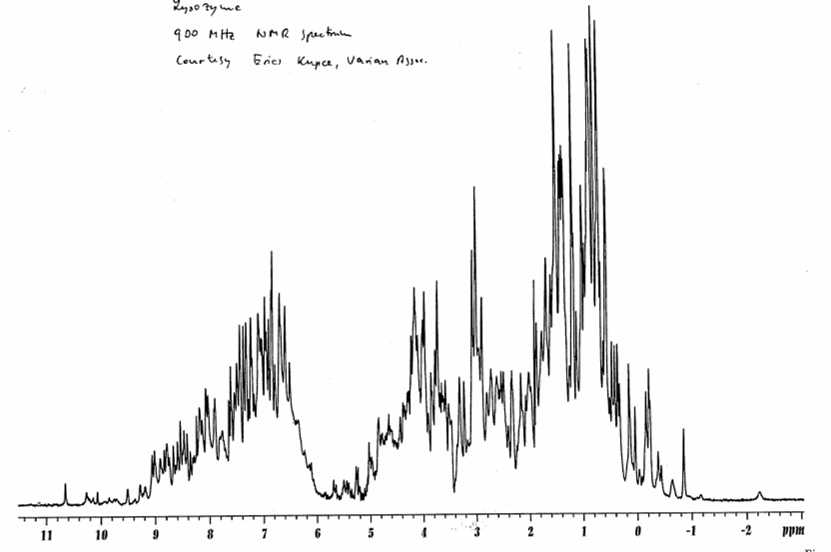 Lysozyme
900 MHz NMR Spectrum
Courtesy Eriks Kupce, Varian Assoc.
11 10 9 8 7 6 5 4 3 2 1 0 -1 -2 ppm